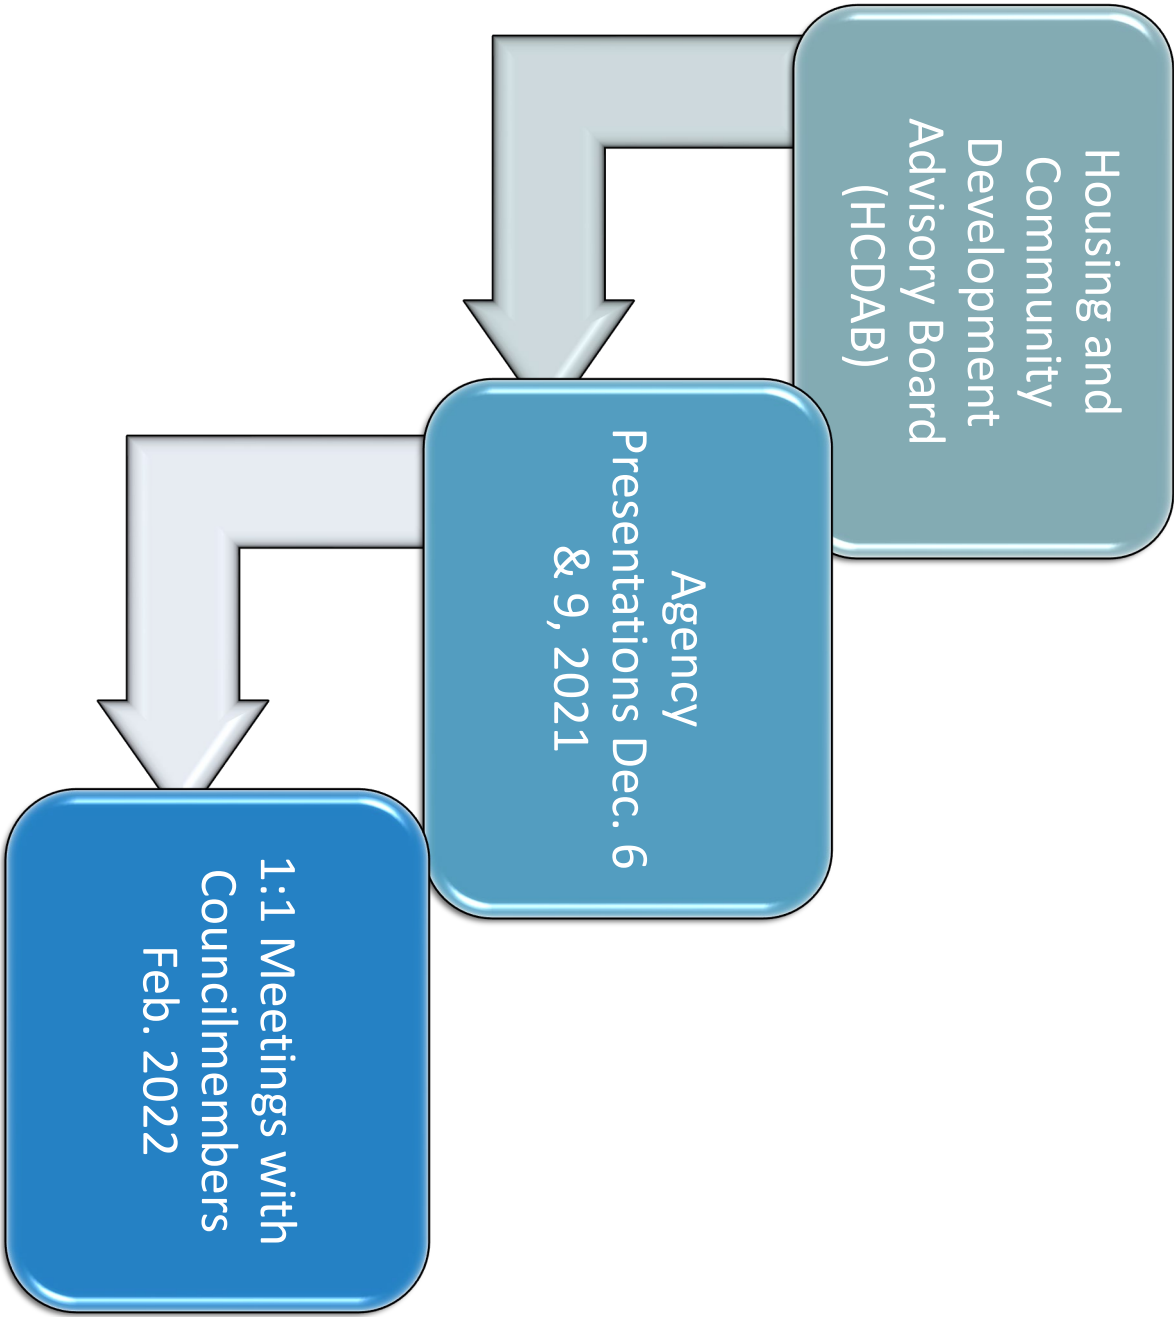 Housing and
Community
Development
Advisory Board
(HCDAB)
Agency
Presentations Dec. 6
& 9, 2021
1:1 Meetings with
Councilmembers
Feb. 2022